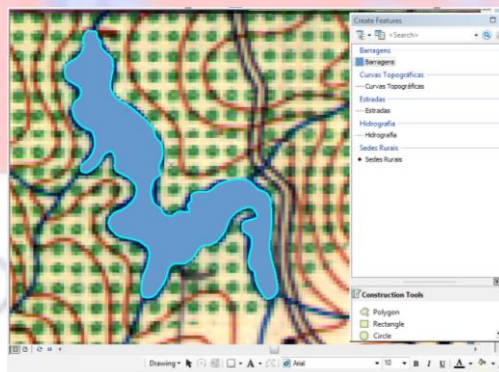 Create Features
<Search>
Barragens
Barragens
Curvas Topográficas
Curvas Topográficas
Estradas
Estradas
Hidrografia
Hidrografia
Sedes Rurais
Sedes Rurais
Construction Tools
Polygon
Rectangle
Circle
Drawing
A
Arial
10
B I U A